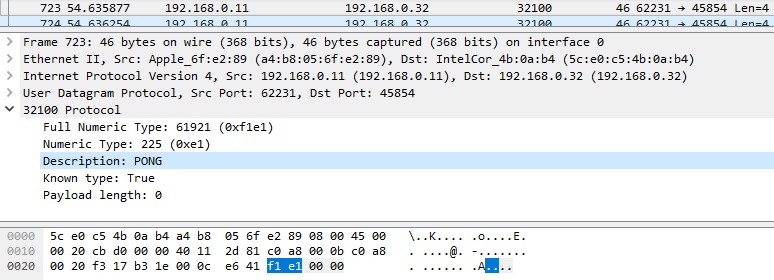 723 54.635877 192.168.0.11 192.168.0.32 32100 46 62231 → 45854 Len=4
724 54.636254 192.168.0.11 192.168.0.32 32100 46 62231 → 45854 Len=4
Frame 723: 46 bytes on wire (368 bits), 46 bytes captured (368 bits) on interface 0
Ethernet II, Src: Apple_6f:e2:89 (a4:b8:05:6f:e2:89), Dst: IntelCor_4b:0a:b4 (5c:e0:c5:4b:0a:b4)
Internet Protocol Version 4, Src: 192.168.0.11 (192.168.0.11), Dst: 192.168.0.32 (192.168.0.32)
User Datagram Protocol, Src Port: 62231, Dst Port: 45854
32100 Protocol
Full Numeric Type: 61921 (0xf1e1)
Numeric Type: 225 (0xe1)
Description: PONG
Known type: True
Payload length: 0
0000 5c e0 c5 4b 0a b4 a4 b8 05 6f e2 89 08 00 45 00 \..K.... .o....E.
0010 00 20 cb d0 00 00 40 11 2d 81 c0 a8 00 0b c0 a8 . ....@. -.......
0020 00 20 f3 17 b3 1e 00 0c e6 41 f1 e1 00 00 . ...... .A....